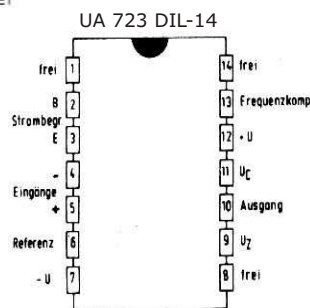 UA 723 DIL-14
frei 1
B 2
Strombegr
E 3
- 4
Eingänge
+ 5
Referenz 6
- U 7
14 frei
13 Frequenzkomp
12 + U
11 UC
10 Ausgang
9 UZ
8 frei